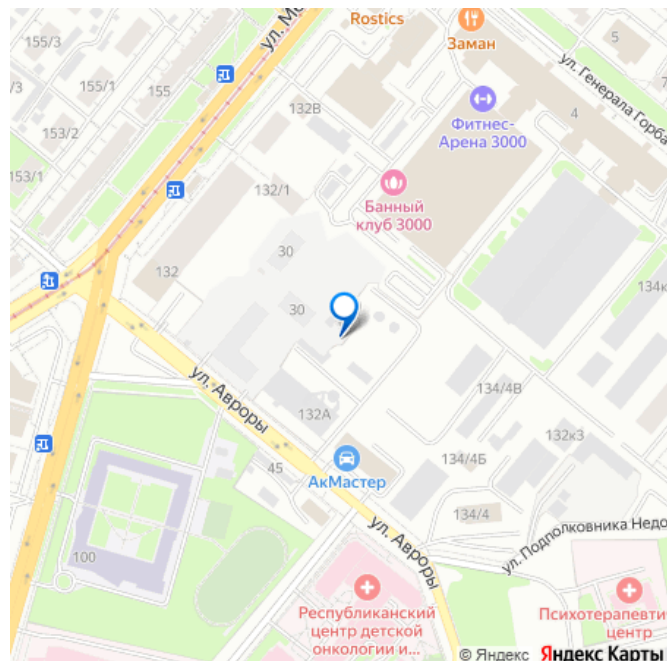 155/3
ул. М
Rostics
Заман
5
ул. Генерала Горба
155/1
155
132В
4
7
/3
Фитнес-
Арена 3000
153/2
153/1
132/1
Банный
клуб 3000
30
132
134к
30
ул. Авроры
132А
134/4В
132к3
45
АкМастер
134/4Б
134/4
ул. Авроры
ул. Подполковника Недо
100
Республиканский
центр детской
онкологии и...
Психотерапевти
центр
© Яндекс Яндекс Карты